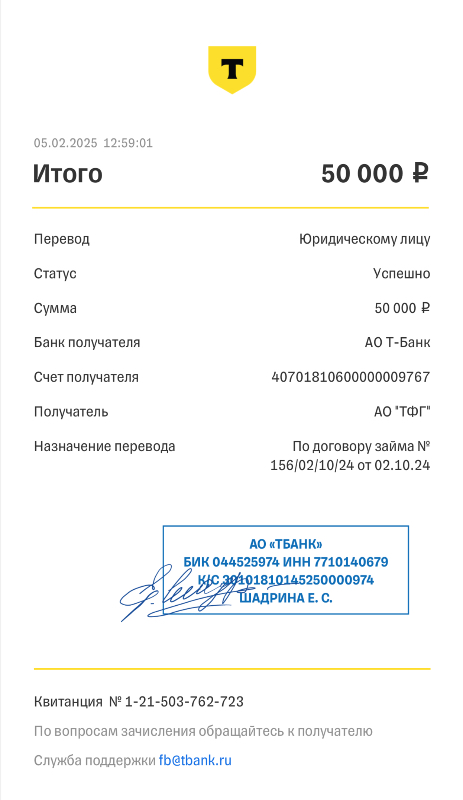 Т
05.02.2025 12:59:01
Итого 50 000 ₽
Перевод Юридическому лицу
Статус Успешно
Сумма 50 000 ₽
Банк получателя АО Т-Банк
Счет получателя 40701810600000009767
Получатель АО "ТФГ"
Назначение перевода По договору займа №
156/02/10/24 от 02.10.24
АО «ТБАНК»
БИК 044525974 ИНН 7710140679
К/С 30101810145250000974
ШАДРИНА Е. С.
Квитанция № 1-21-503-762-723
По вопросам зачисления обращайтесь к получателю
Служба поддержки fb@tbank.ru